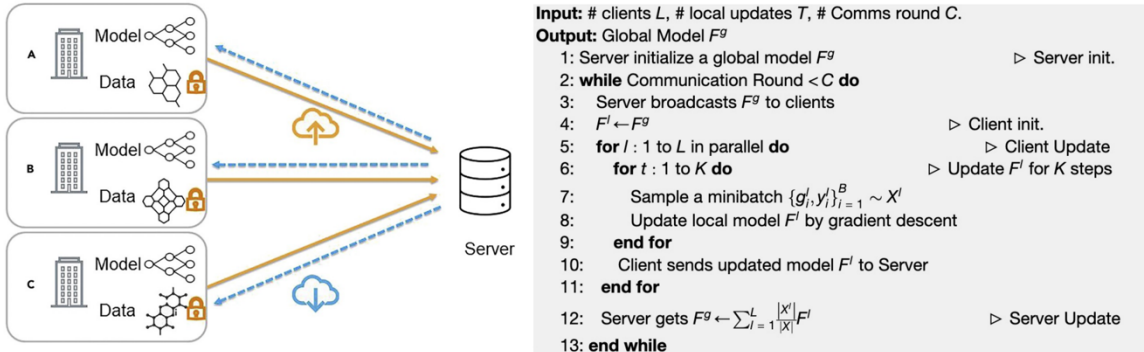 A
Model
Data
B
Model
Data
C
Model
Data
Server
Input: # clients L, # local updates T, # Comms round C.
Output: Global Model F^g
1: Server initialize a global model F^g ▷ Server init.
2: while Communication Round < C do
3: Server broadcasts F^g to clients
4: F^l ← F^g ▷ Client init.
5: for l : 1 to L in parallel do ▷ Client Update
6: for t : 1 to K do ▷ Update F^l for K steps
7: Sample a minibatch {g_i^l, y_i^l}_{i = 1}^B ∼ X^l
8: Update local model F^l by gradient descent
9: end for
10: Client sends updated model F^l to Server
11: end for
12: Server gets F^g ← ∑_{l = 1}^L |X^l|/|X| F^l ▷ Server Update
13: end while